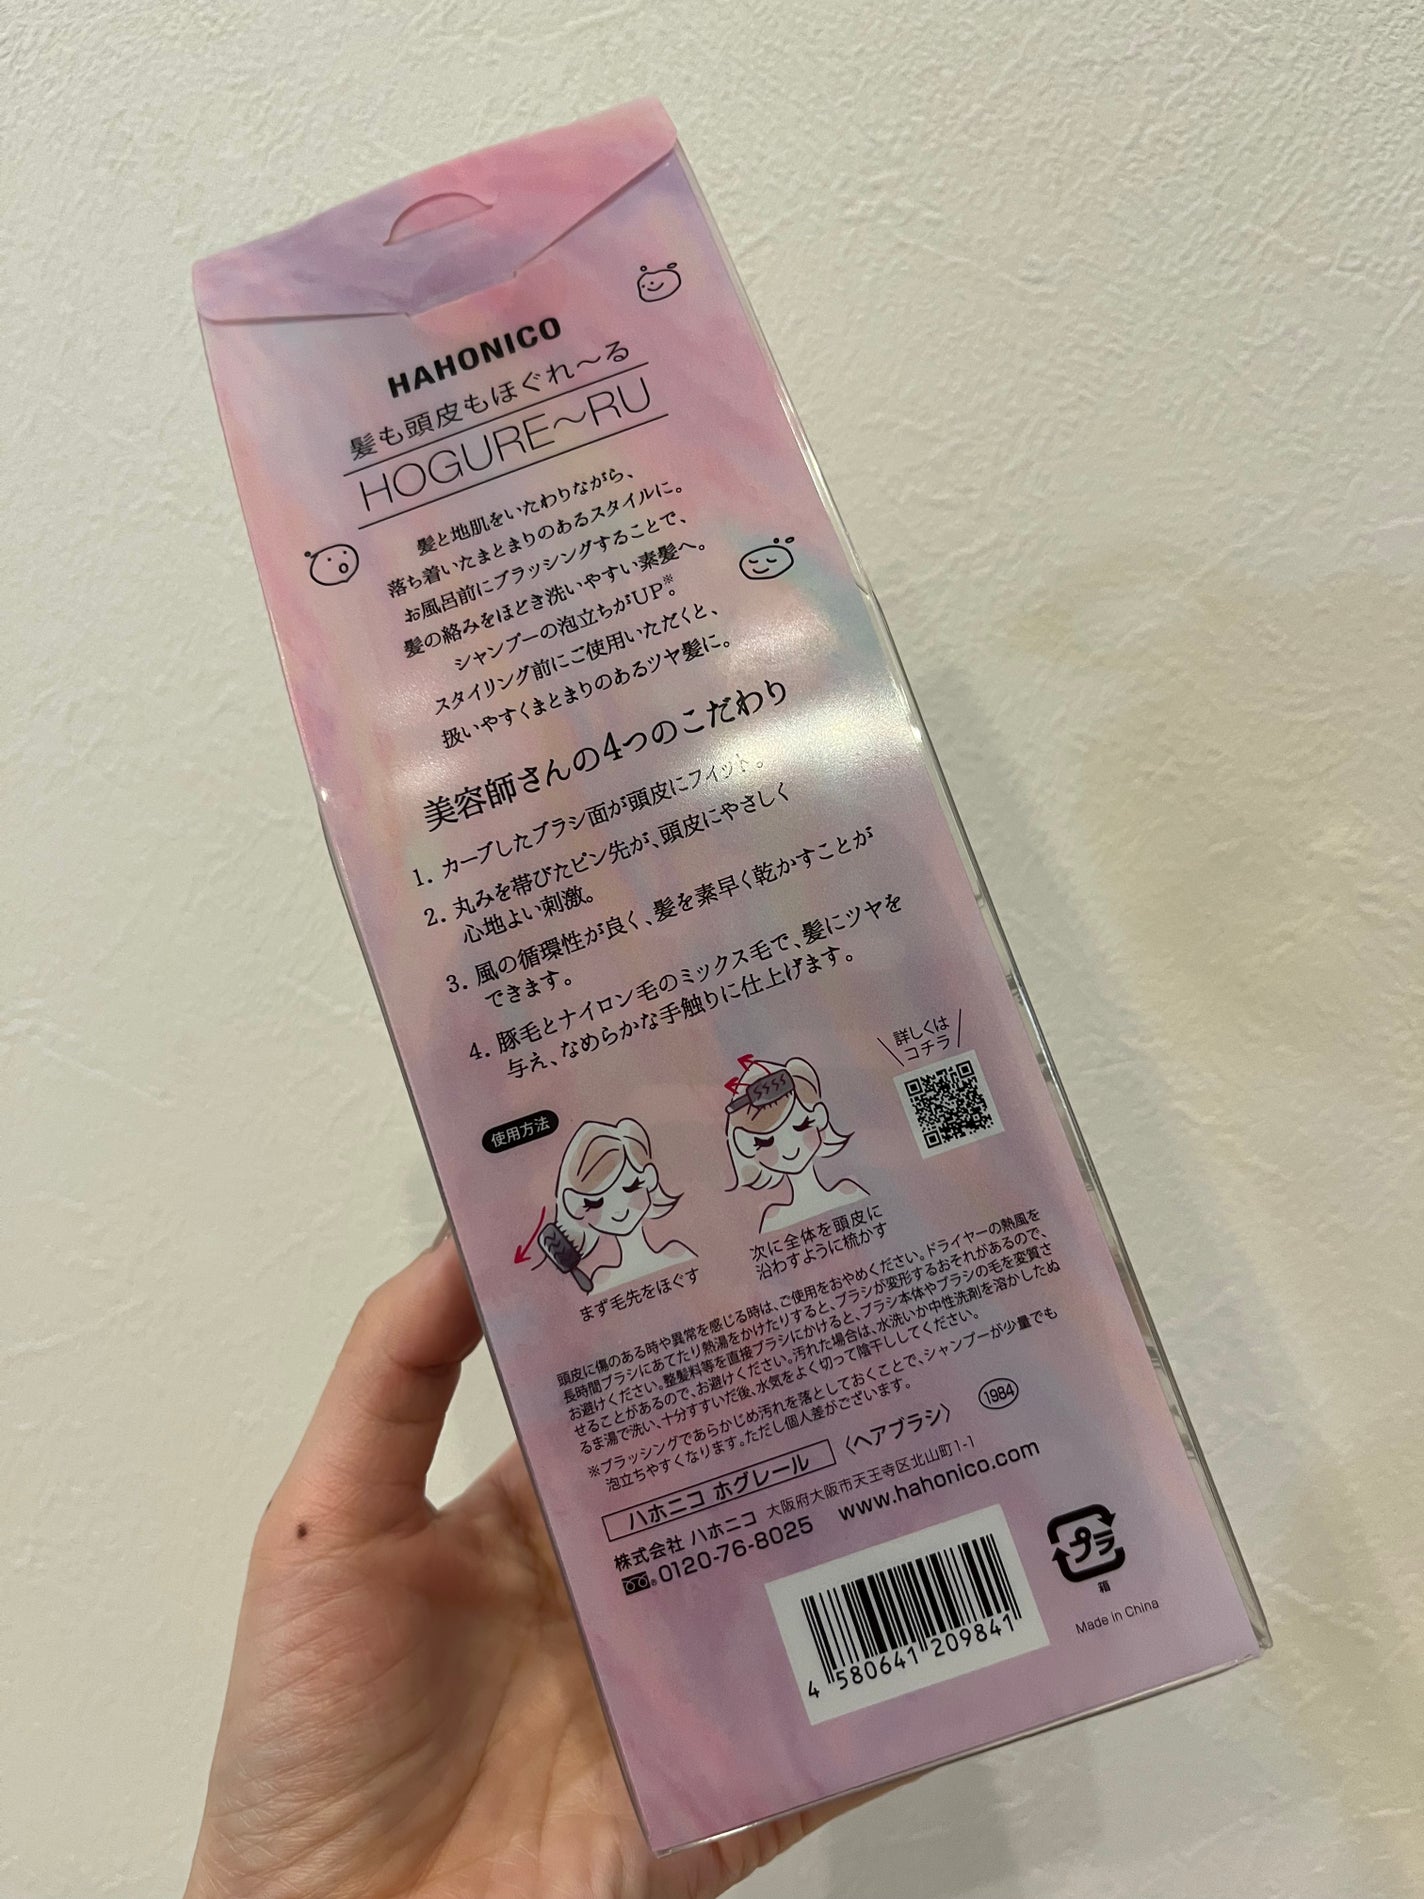 HAHONICO
髪も頭皮もほぐれ〜る
HOGURE〜RU
髪と地肌をいたわりながら、
落ち着いたまとまりのあるスタイルに。
お風呂前にブラッシングすることで、
髪の絡みをほどき洗いやすい素髪へ。
シャンプーの泡立ちがUP※。
スタイリング前にご使用いただくと、
扱いやすくまとまりのあるツヤ髪に。
美容師さんの4つのこだわり
1. カーブしたブラシ面が頭皮にフィット。
2. 丸みを帯びたピン先が、頭皮にやさしく
心地よい刺激。
3. 風の循環性が良く、髪を素早く乾かすことが
できます。
4. 豚毛とナイロン毛のミックス毛で、髪にツヤを
与え、なめらかな手触りに仕上げます。
詳しくは
コチラ
使用方法
まず毛先をほぐす
次に全体を頭皮に
沿わすように梳かす
頭皮に傷のある時や異常を感じる時は、ご使用をおやめください。ドライヤーの熱風を
長時間ブラシにあてたり熱湯をかけたりすると、ブラシが変形するおそれがあるので、
お避けください。整髪料等を直接ブラシにかけると、ブラシ本体やブラシの毛を変質さ
せることがあるので、お避けください。汚れた場合は、水洗いか中性洗剤を溶かしたぬ
るま湯で洗い、十分すすいだ後、水気をよく切って陰干ししてください。
※ブラッシングであらかじめ汚れを落としておくことで、シャンプーが少量でも
泡立ちやすくなります。ただし個人差がございます。
1984
ハホニコ ホグレール 〈ヘアブラシ〉
株式会社 ハホニコ 大阪府大阪市天王寺区北山町1-1
0120-76-8025 www.hahonico.com
4 580641 209841
プラ
箱
Made in China